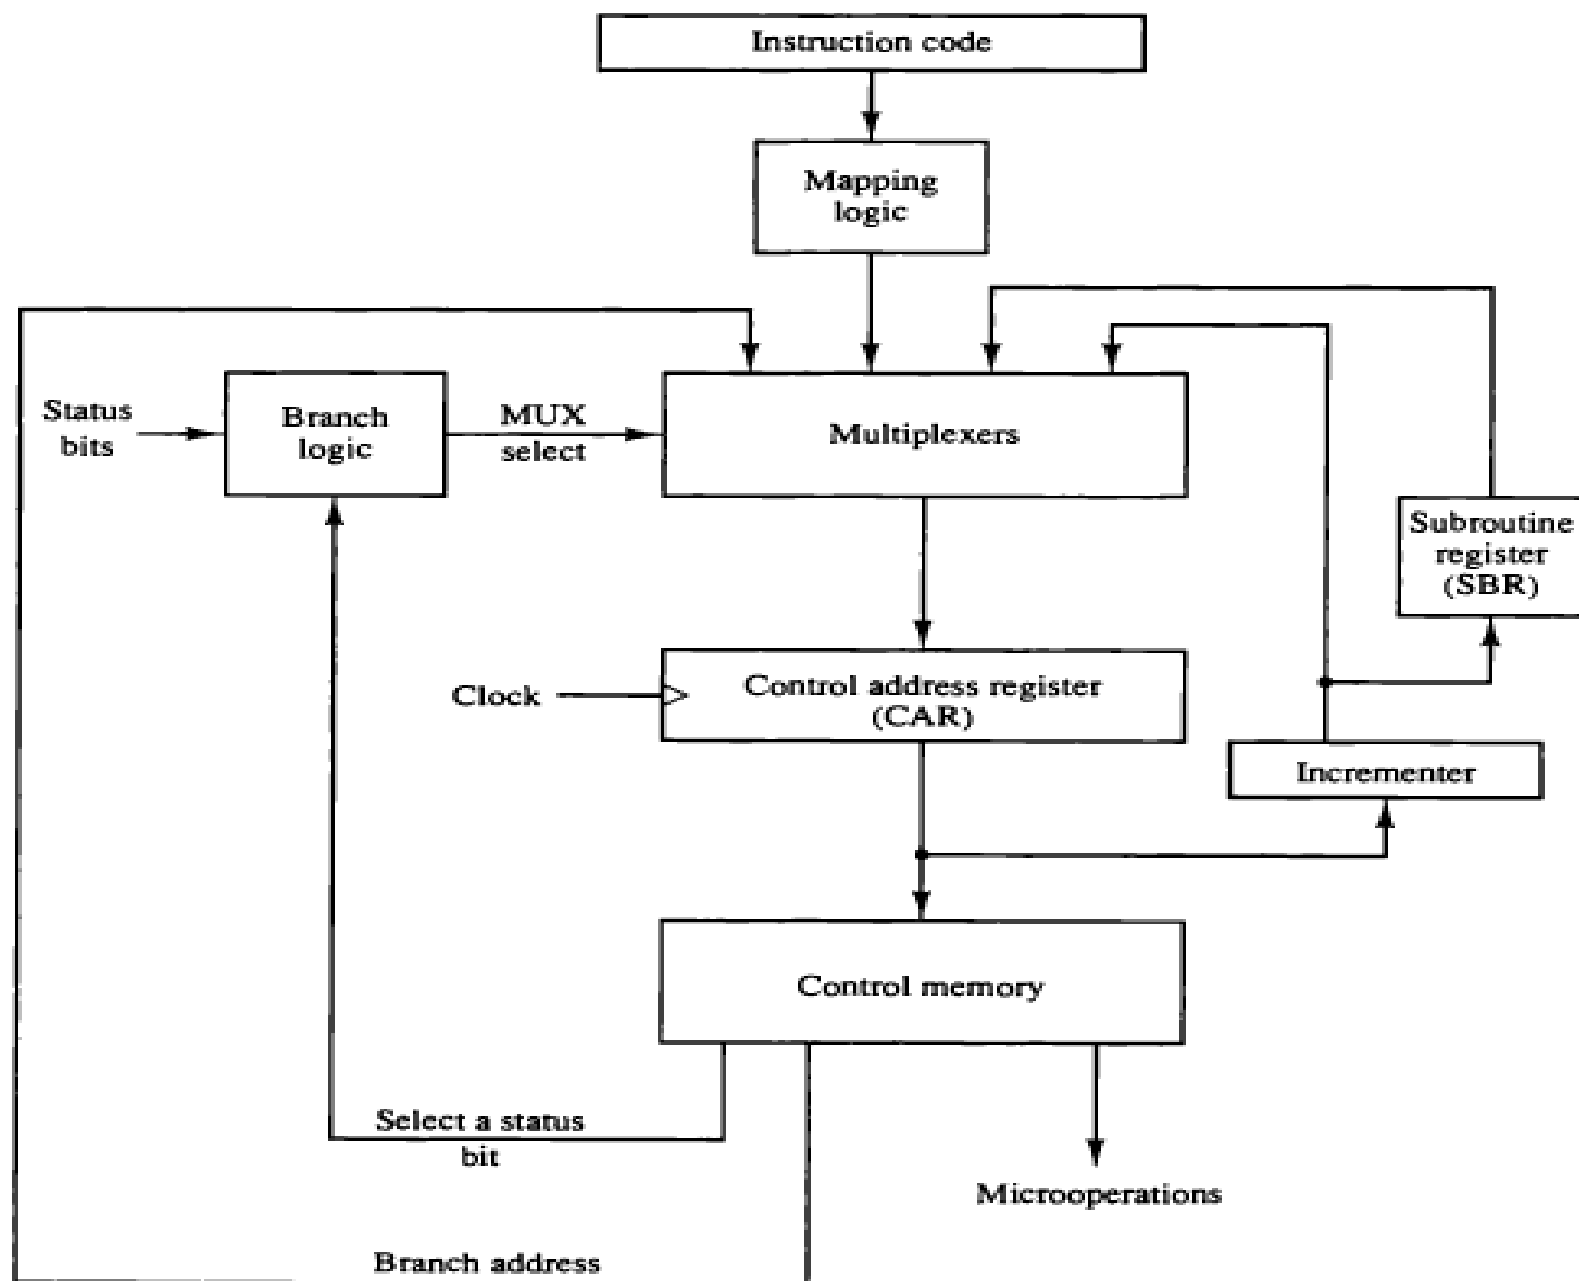 Instruction code
Mapping
logic
Status
bits
Branch
logic
MUX
select
Multiplexers
Subroutine
register
(SBR)
Clock
Control address register
(CAR)
Incrementer
Control memory
Select a status
bit
Microoperations
Branch address